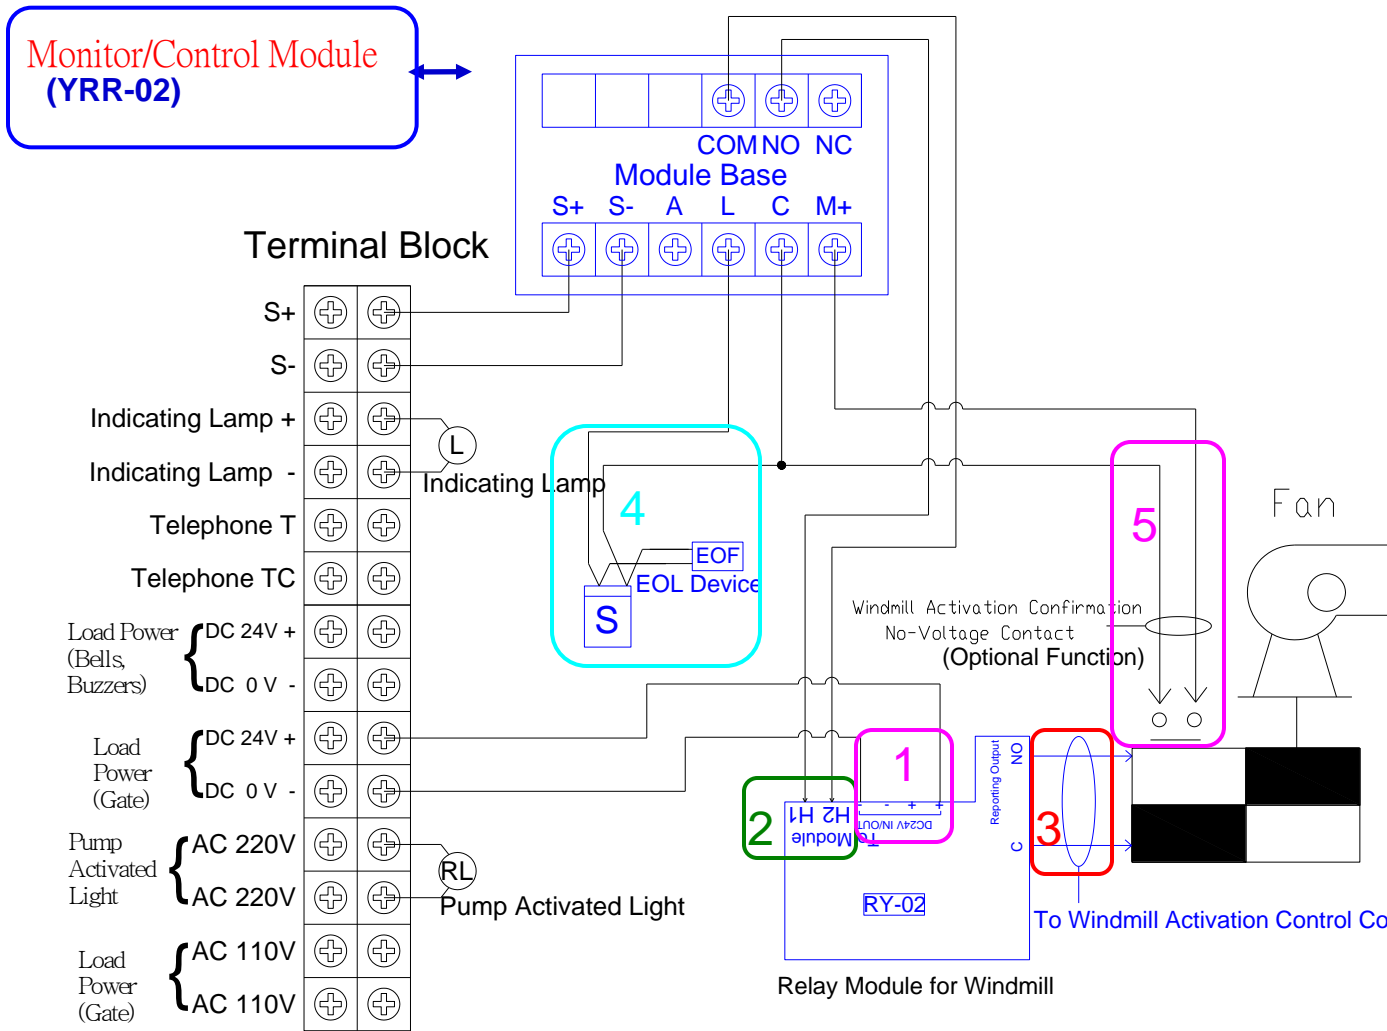 Monitor/Control Module
(YRR-02)
COM NO NC
Module Base
S+ S- A L C M+
Terminal Block
S+
S-
Indicating Lamp +
Indicating Lamp -
L
Indicating Lamp
Telephone T
Telephone TC
Load Power
(Bells,
Buzzers)
{
DC 24V +
DC 0 V -
Load
Power
(Gate)
{
DC 24V +
DC 0 V -
Pump
Activated
Light
{
AC 220V
AC 220V
RL
Pump Activated Light
Load
Power
(Gate)
{
AC 110V
AC 110V
4
EOF
EOL Device
S
5
Fan
Windmill Activation Confirmation
No-Voltage Contact
(Optional Function)
1
2
H1 H2
To Module
- - + +
DC24V IN/OUT
Reporting Output
NO
C
3
RY-02
To Windmill Activation Control Co
Relay Module for Windmill